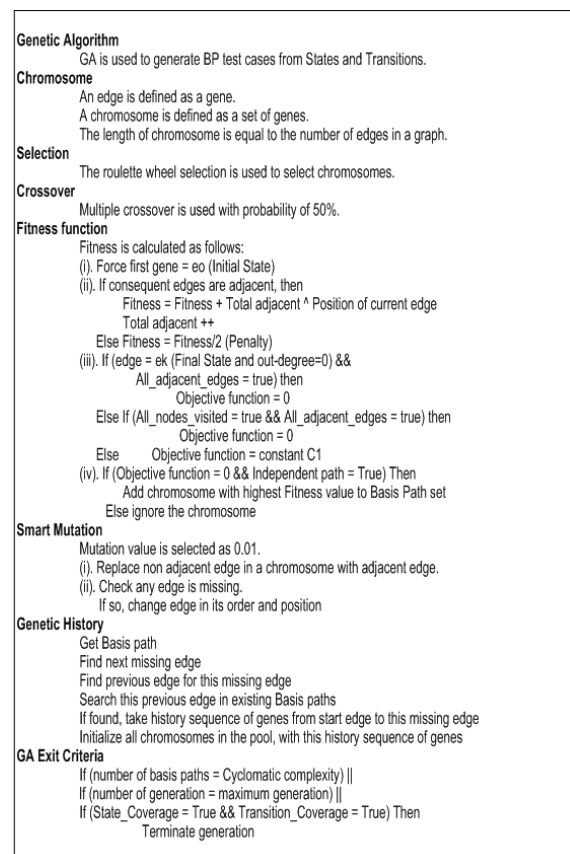 Genetic Algorithm
GA is used to generate BP test cases from States and Transitions.
Chromosome
An edge is defined as a gene.
A chromosome is defined as a set of genes.
The length of chromosome is equal to the number of edges in a graph.
Selection
The roulette wheel selection is used to select chromosomes.
Crossover
Multiple crossover is used with probability of 50%.
Fitness function
Fitness is calculated as follows:
(i). Force first gene = eo (Initial State)
(ii). If consequent edges are adjacent, then
Fitness = Fitness + Total adjacent ^ Position of current edge
Total adjacent ++
Else Fitness = Fitness/2 (Penalty)
(iii). If (edge = ek (Final State and out-degree=0) &&
All_adjacent_edges = true) then
Objective function = 0
Else If (All_nodes_visited = true && All_adjacent_edges = true) then
Objective function = 0
Else Objective function = constant C1
(iv). If (Objective function = 0 && Independent path = True) Then
Add chromosome with highest Fitness value to Basis Path set
Else ignore the chromosome
Smart Mutation
Mutation value is selected as 0.01.
(i). Replace non adjacent edge in a chromosome with adjacent edge.
(ii). Check any edge is missing.
If so, change edge in its order and position
Genetic History
Get Basis path
Find next missing edge
Find previous edge for this missing edge
Search this previous edge in existing Basis paths
If found, take history sequence of genes from start edge to this missing edge
Initialize all chromosomes in the pool, with this history sequence of genes
GA Exit Criteria
If (number of basis paths = Cyclomatic complexity) ||
If (number of generation = maximum generation) ||
If (State_Coverage = True && Transition_Coverage = True) Then
Terminate generation